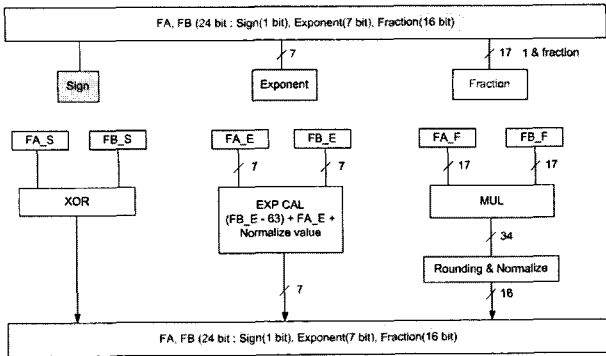 FA, FB (24 bit : Sign(1 bit), Exponent(7 bit), Fraction(16 bit)
7
17 1 & fraction
Sign
Exponent
Fraction
FA_S
FB_S
FA_E
FB_E
FA_F
FB_F
7
7
17
17
XOR
EXP CAL
(FB_E - 63) + FA_E +
Normalize value
MUL
34
Rounding & Normalize
7
16
FA, FB (24 bit : Sign(1 bit), Exponent(7 bit), Fraction(16 bit)